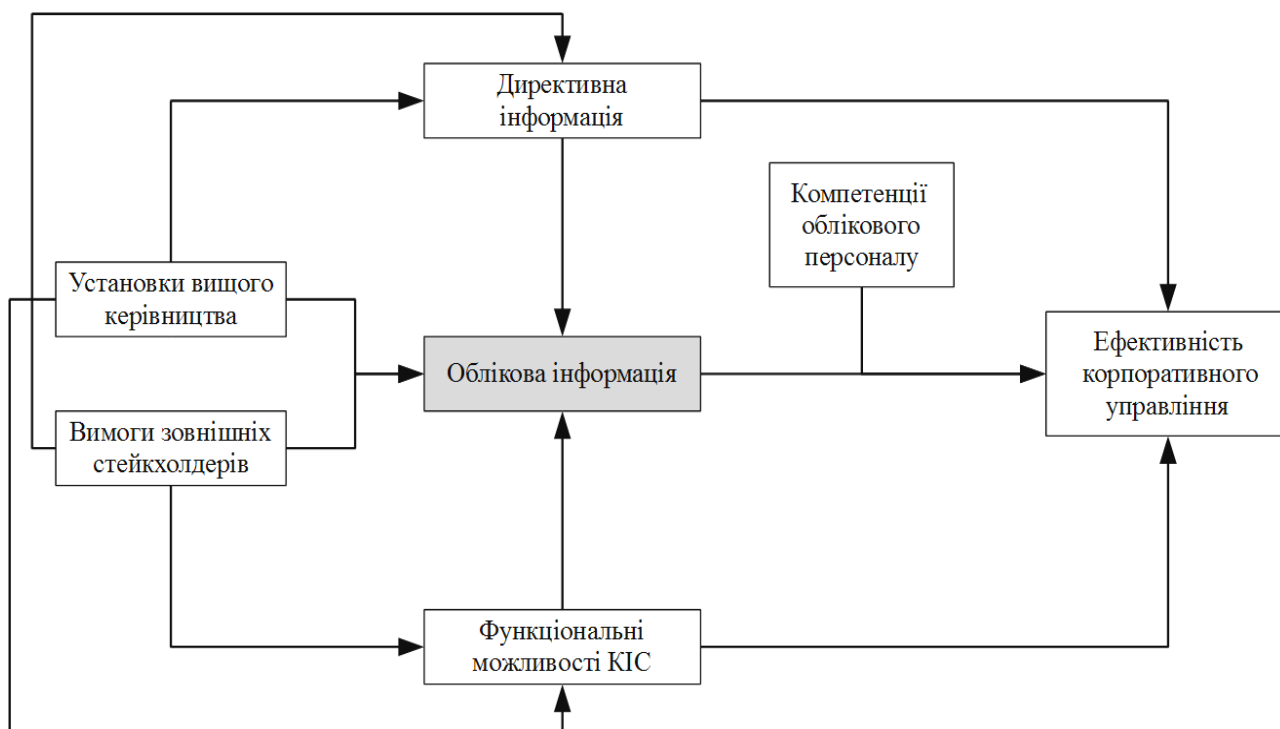 Директивна
інформація
Компетенції
облікового
персоналу
Установки вищого
керівництва
Облікова інформація
Ефективність
корпоративного
управління
Вимоги зовнішніх
стейкхолдерів
Функціональні
можливості КІС